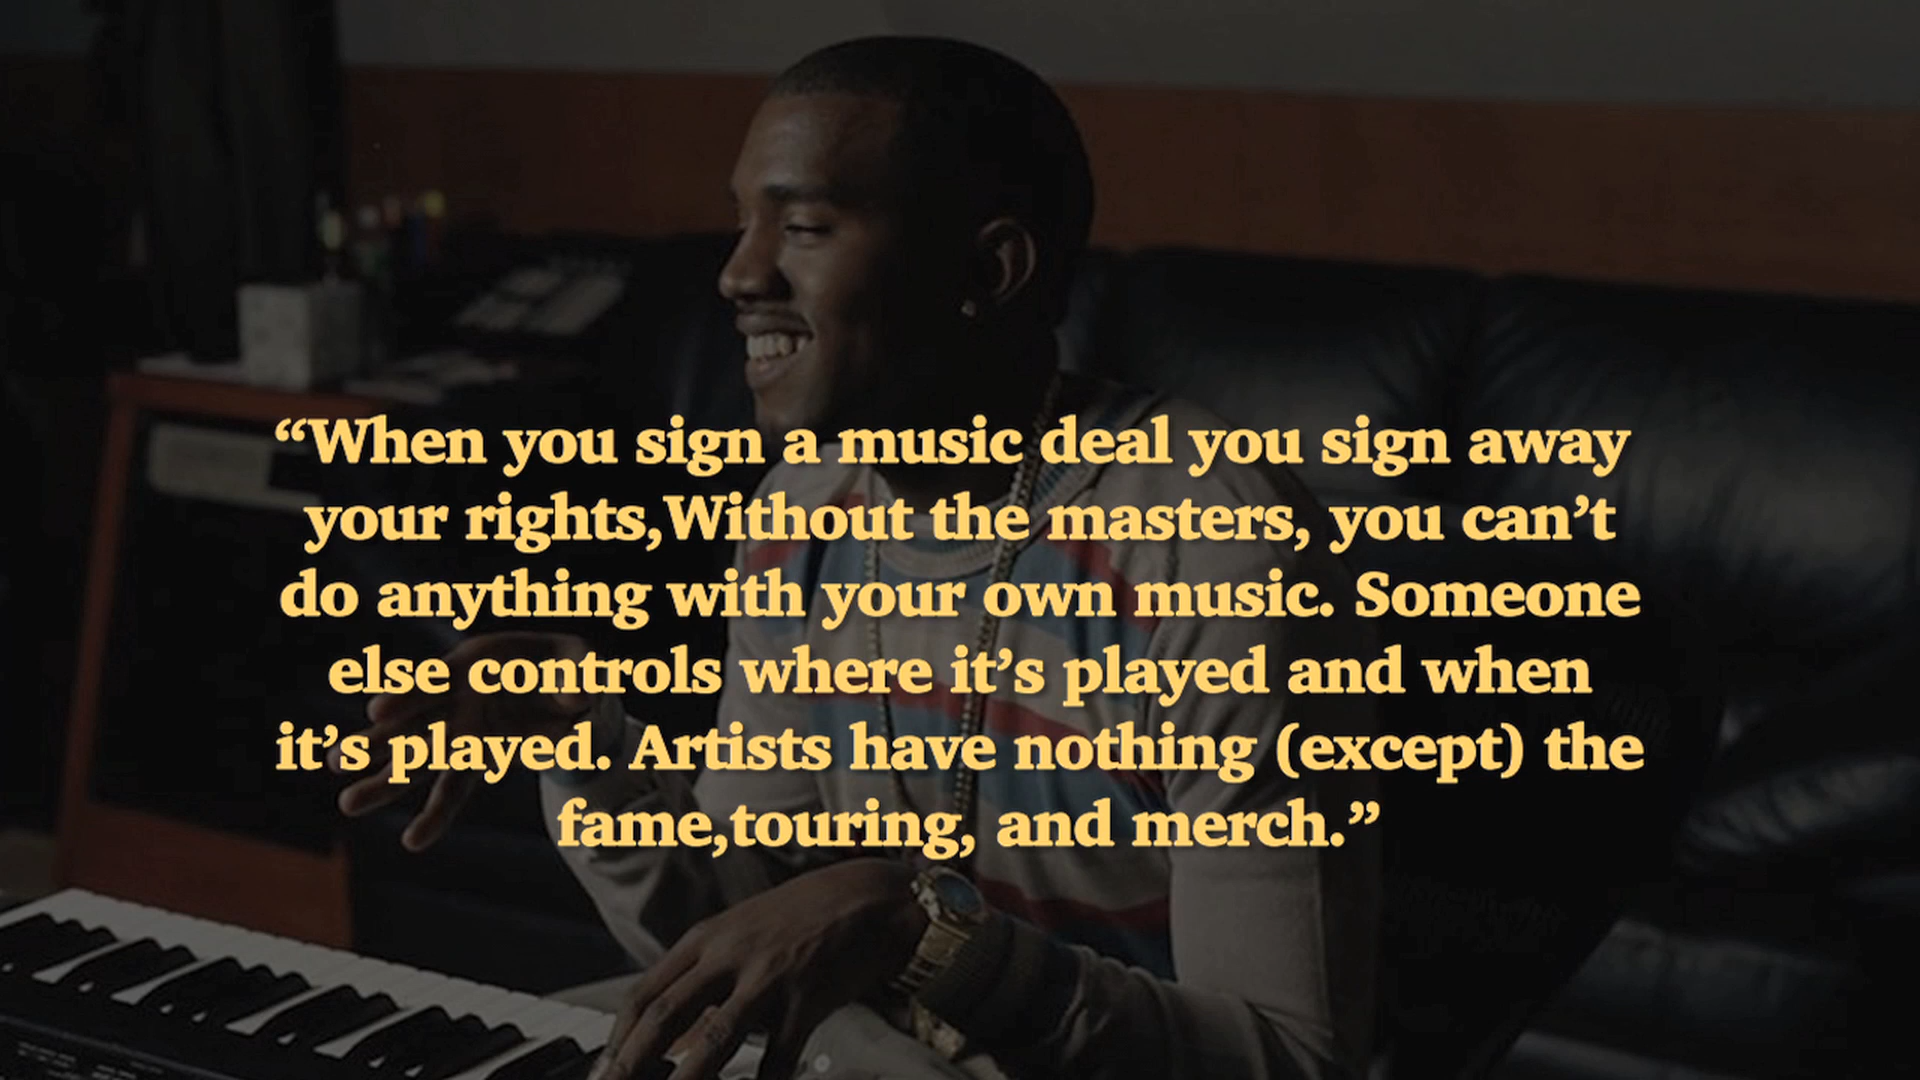 “When you sign a music deal you sign away
your rights,Without the masters, you can’t
do anything with your own music. Someone
else controls where it’s played and when
it’s played. Artists have nothing (except) the
fame,touring, and merch.”